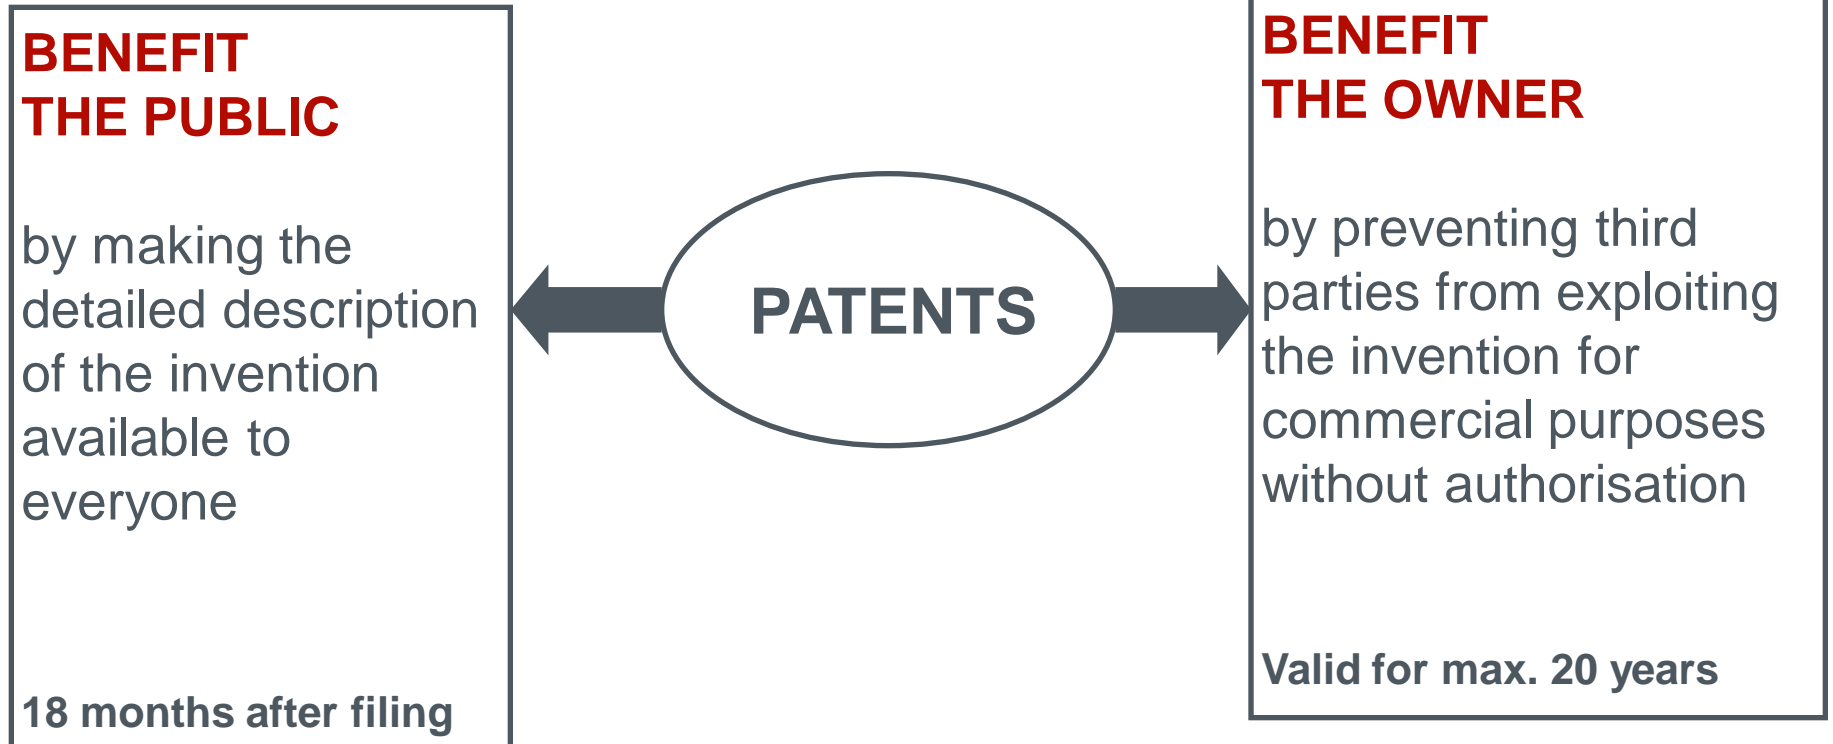 BENEFIT
THE PUBLIC
by making the
detailed description
of the invention
available to
everyone
18 months after filing
PATENTS
BENEFIT
THE OWNER
by preventing third
parties from exploiting
the invention for
commercial purposes
without authorisation
Valid for max. 20 years